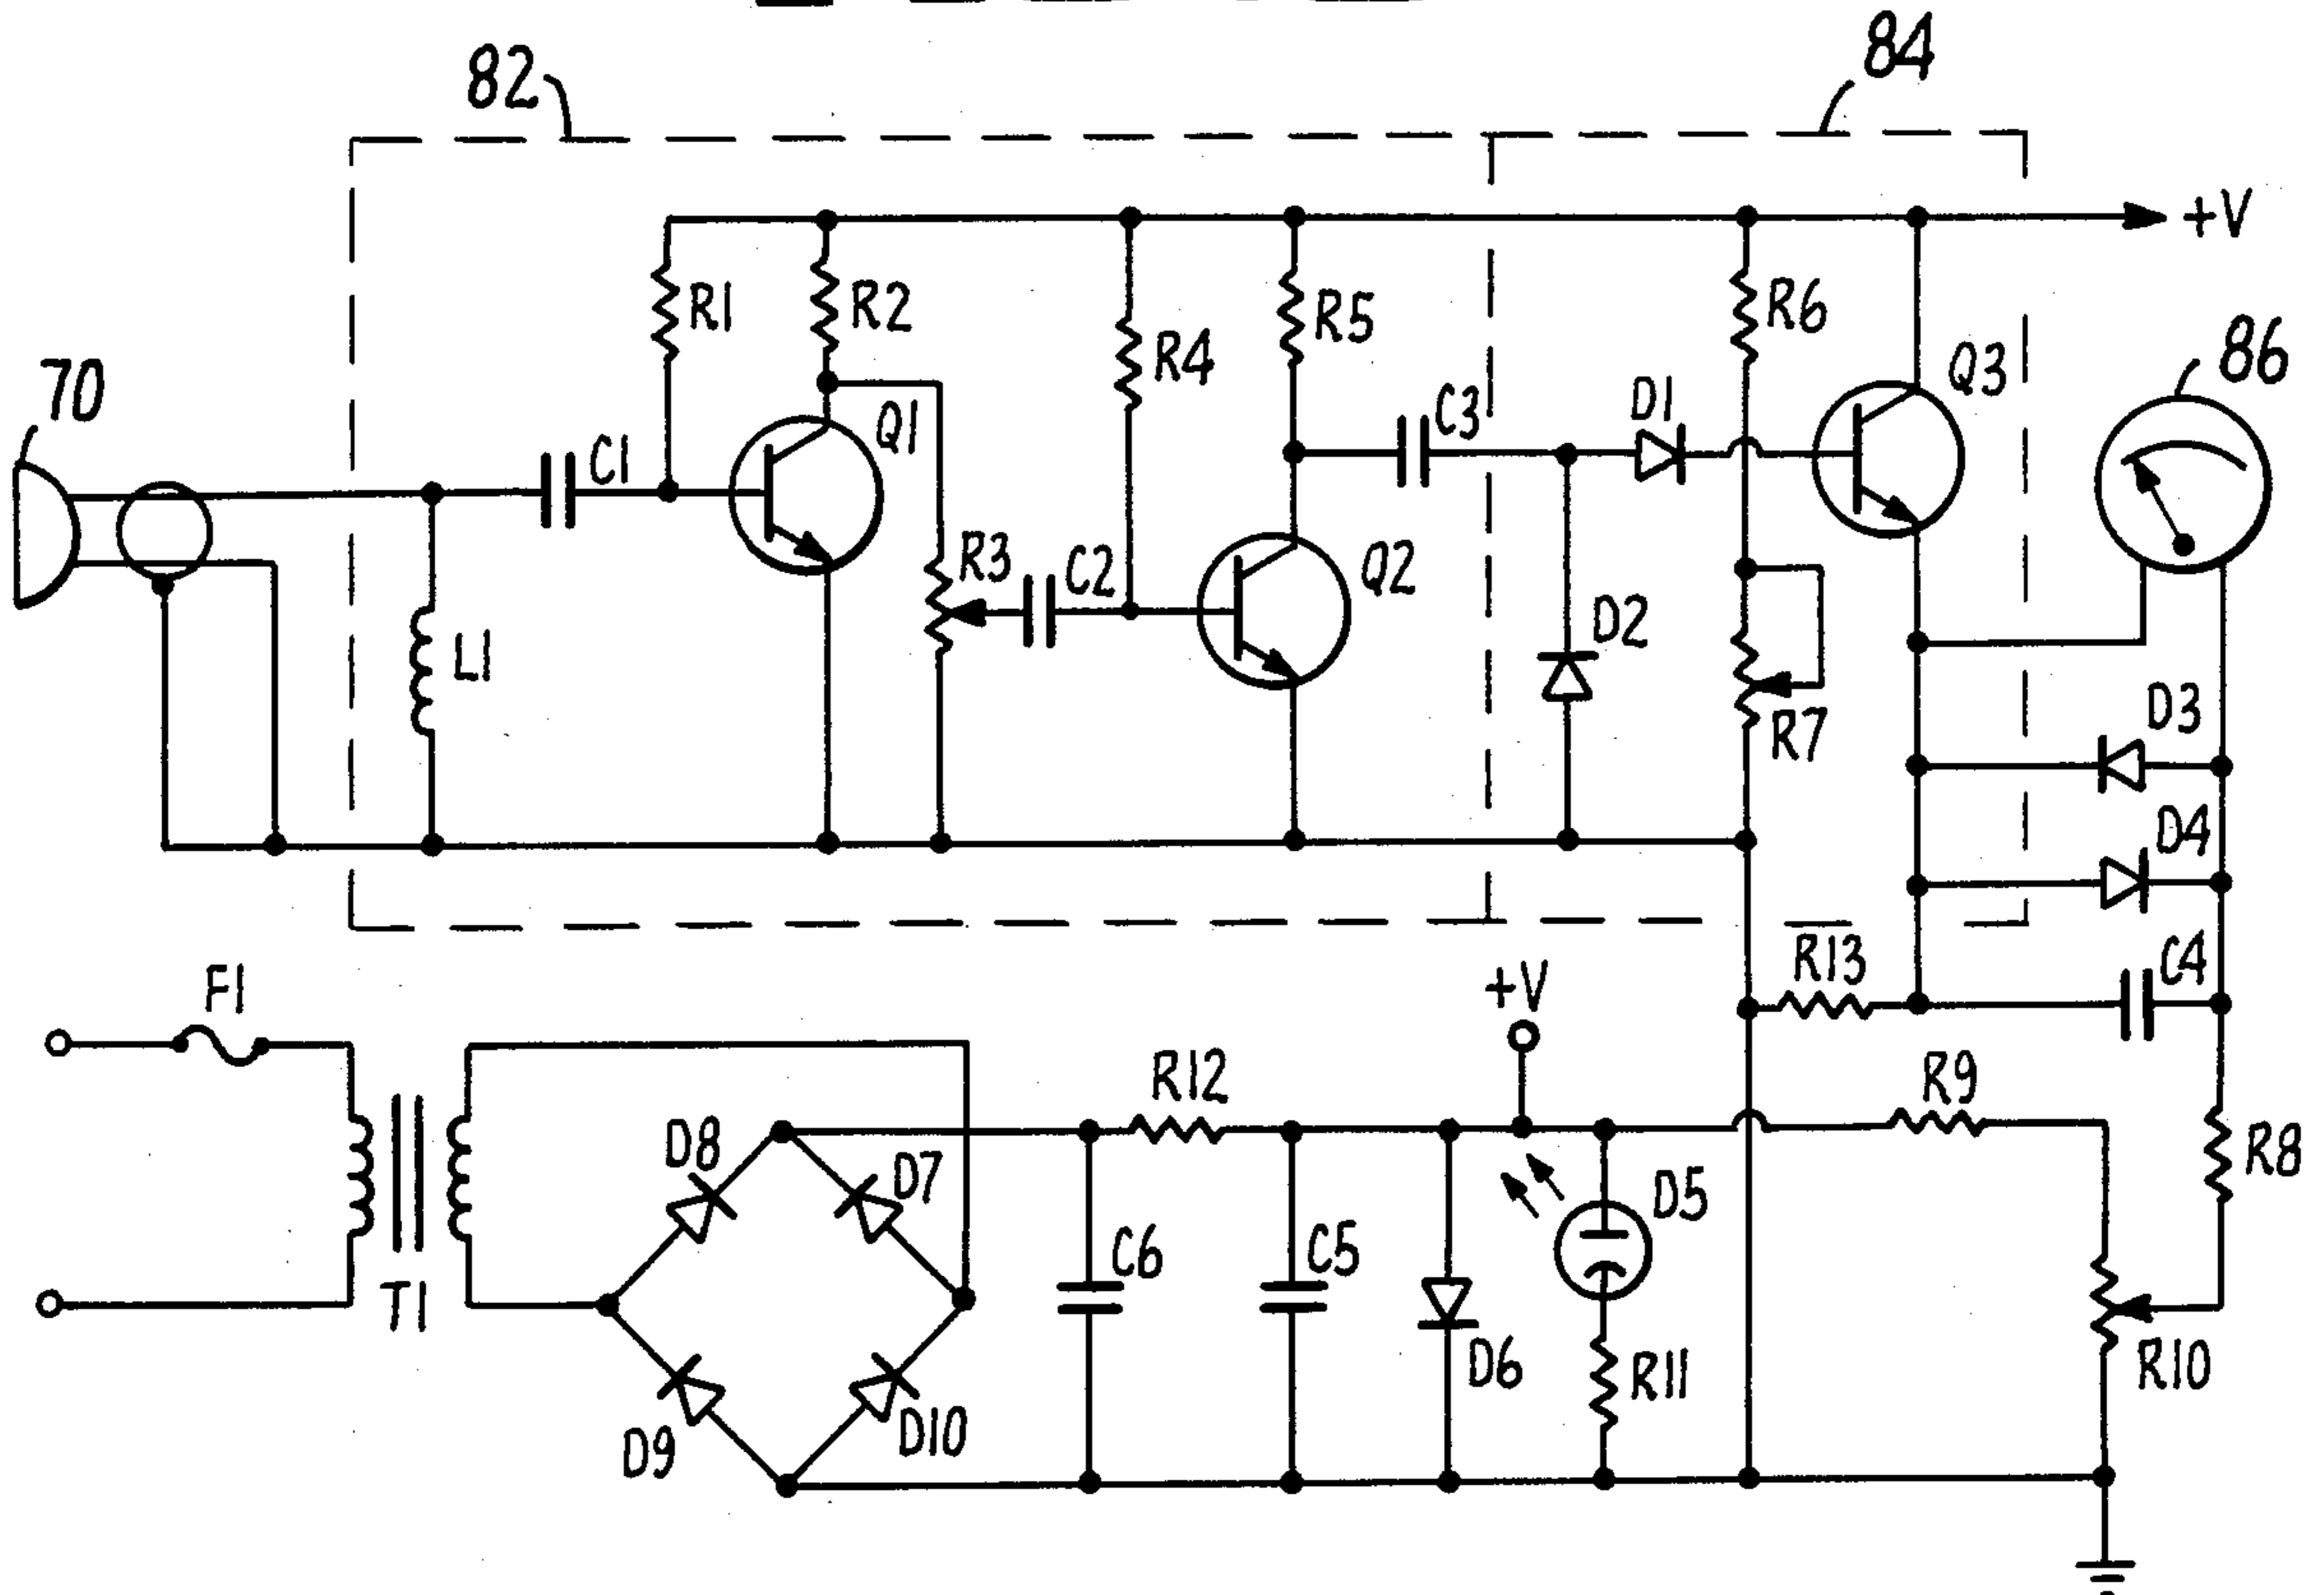 82
84
+V
R1
R2
R5
R6
R4
Q3
86
70
D1
C3
Q1
C1
R3
C2
Q2
D2
L1
D3
R7
D4
R13
C4
F1
+V
R12
R9
D8
D7
D5
R8
C6
C5
T1
D6
R11
R10
D9
D10